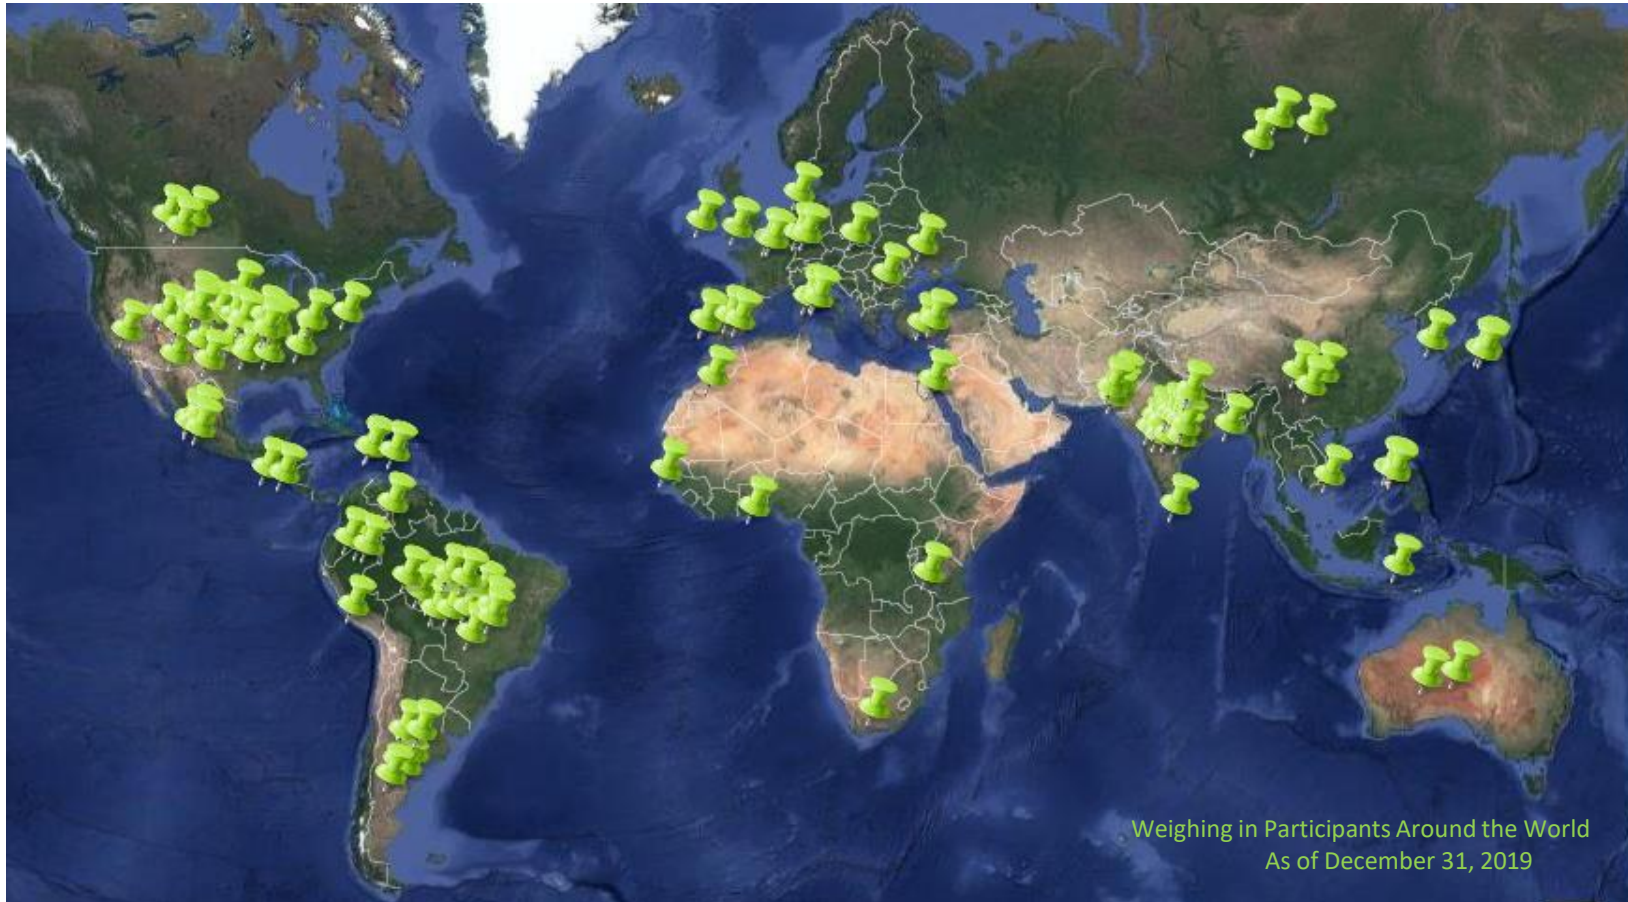 Weighing in Participants Around the World
As of December 31, 2019